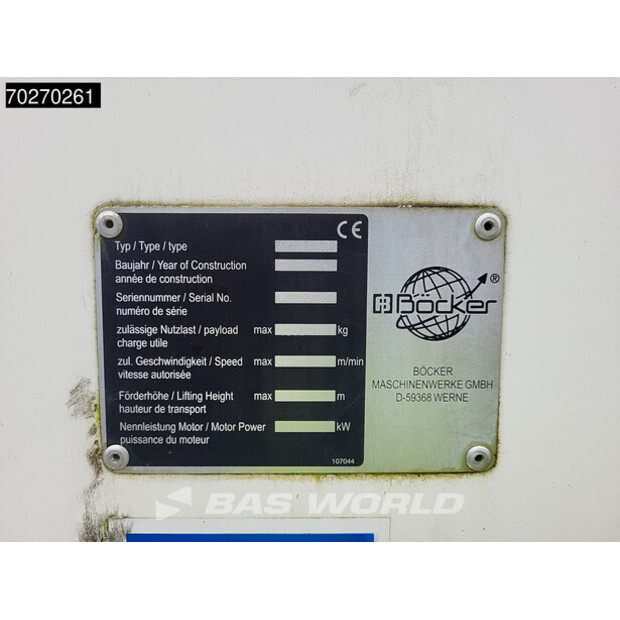 70270261
CE
Typ / Type / type
Baujahr / Year of Construction
année de construction
Seriennummer / Serial No.
numéro de série
zulässige Nutzlast / payload max kg
charge utile
zul. Geschwindigkeit / Speed max m/min
vitesse autorisée
Förderhöhe / Lifting Height max m
hauteur de transport
Nennleistung Motor / Motor Power kW
puissance du moteur
107044
Böcker ®
BÖCKER
MASCHINENWERKE GMBH
D-59368 WERNE
BAS WORLD